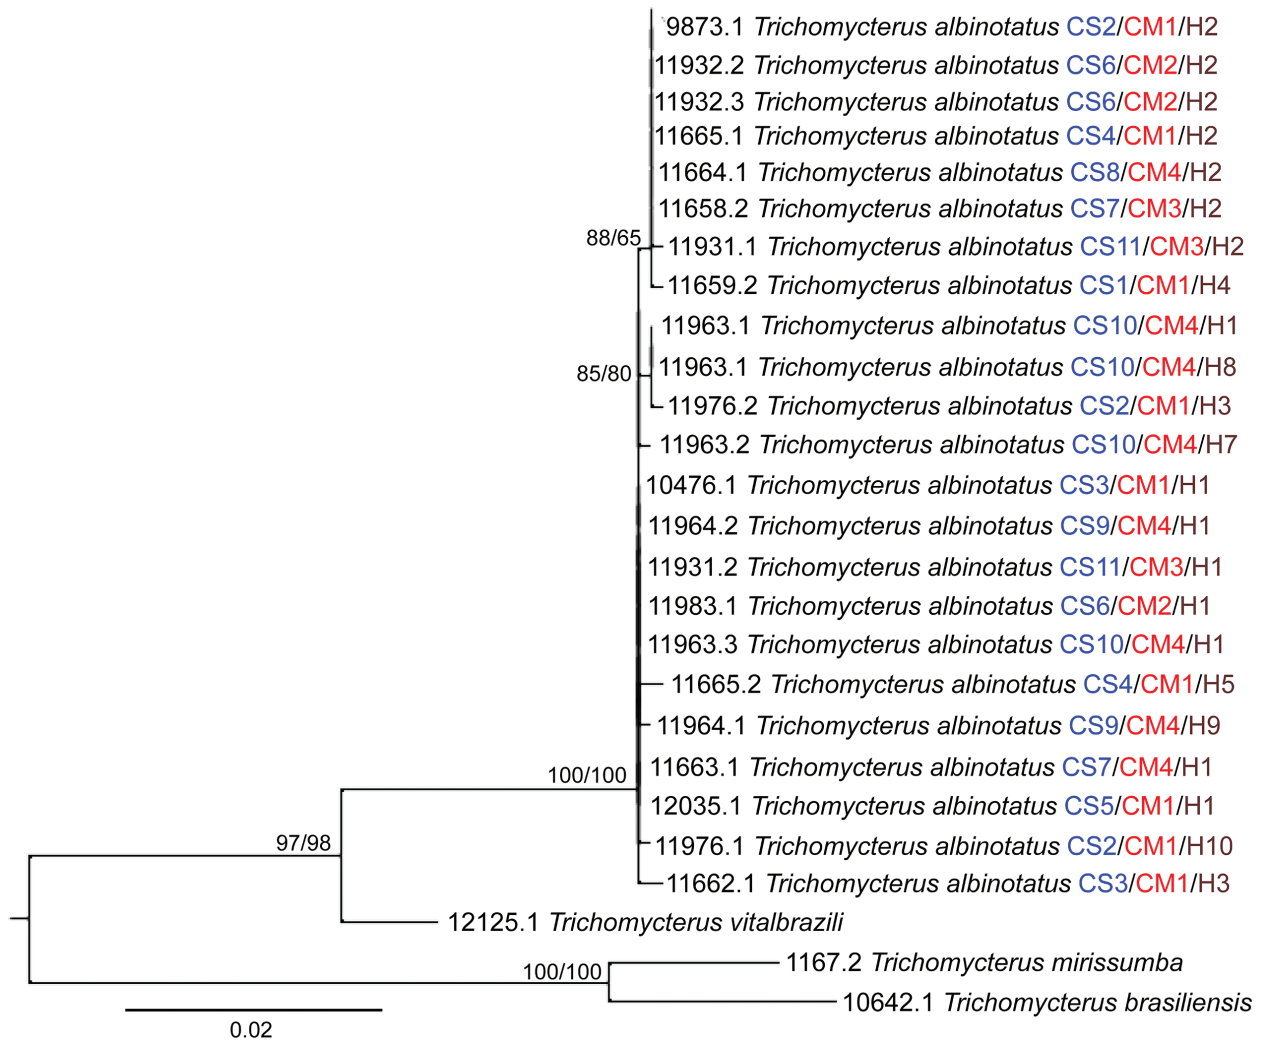 9873.1 Trichomycterus albinotatus CS2/CM1/H2
11932.2 Trichomycterus albinotatus CS6/CM2/H2
11932.3 Trichomycterus albinotatus CS6/CM2/H2
11665.1 Trichomycterus albinotatus CS4/CM1/H2
11664.1 Trichomycterus albinotatus CS8/CM4/H2
11658.2 Trichomycterus albinotatus CS7/CM3/H2
88/65
11931.1 Trichomycterus albinotatus CS11/CM3/H2
11659.2 Trichomycterus albinotatus CS1/CM1/H4
11963.1 Trichomycterus albinotatus CS10/CM4/H1
11963.1 Trichomycterus albinotatus CS10/CM4/H8
85/80
11976.2 Trichomycterus albinotatus CS2/CM1/H3
11963.2 Trichomycterus albinotatus CS10/CM4/H7
10476.1 Trichomycterus albinotatus CS3/CM1/H1
11964.2 Trichomycterus albinotatus CS9/CM4/H1
11931.2 Trichomycterus albinotatus CS11/CM3/H1
11983.1 Trichomycterus albinotatus CS6/CM2/H1
11963.3 Trichomycterus albinotatus CS10/CM4/H1
11665.2 Trichomycterus albinotatus CS4/CM1/H5
11964.1 Trichomycterus albinotatus CS9/CM4/H9
11663.1 Trichomycterus albinotatus CS7/CM4/H1
100/100
12035.1 Trichomycterus albinotatus CS5/CM1/H1
97/98
11976.1 Trichomycterus albinotatus CS2/CM1/H10
11662.1 Trichomycterus albinotatus CS3/CM1/H3
12125.1 Trichomycterus vitalbrazili
1167.2 Trichomycterus mirissumba
100/100
10642.1 Trichomycterus brasiliensis
0.02